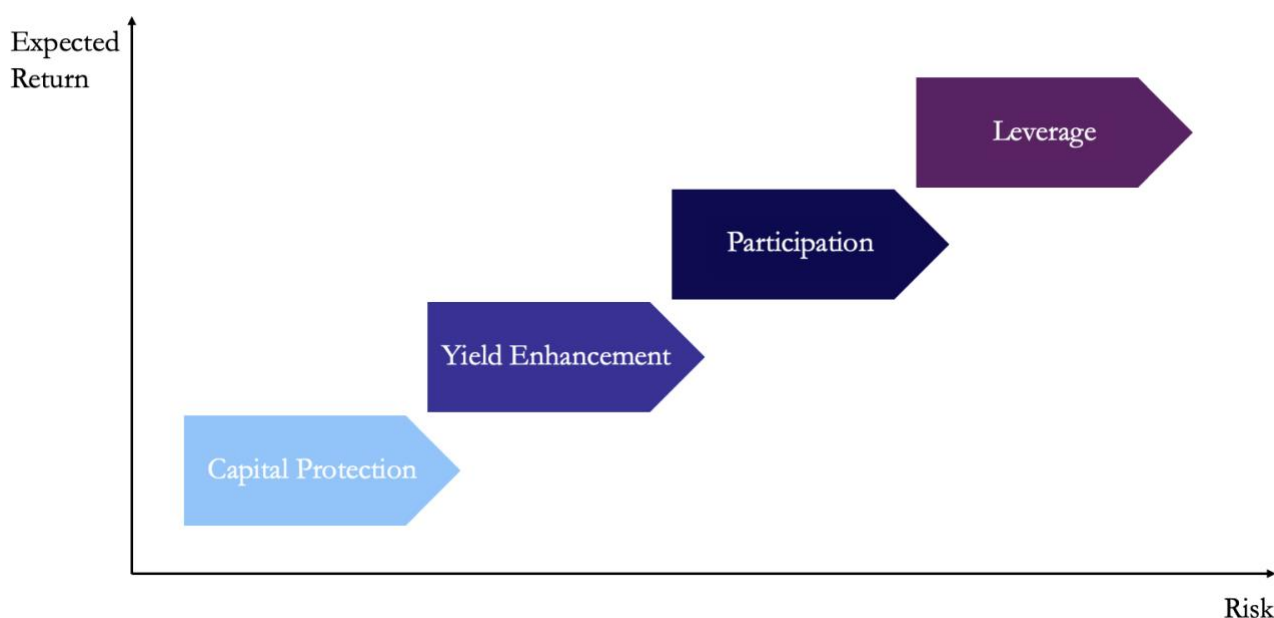 Expected
Return
Leverage
Participation
Yield Enhancement
Capital Protection
Risk